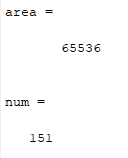 area =
65536
num =
151